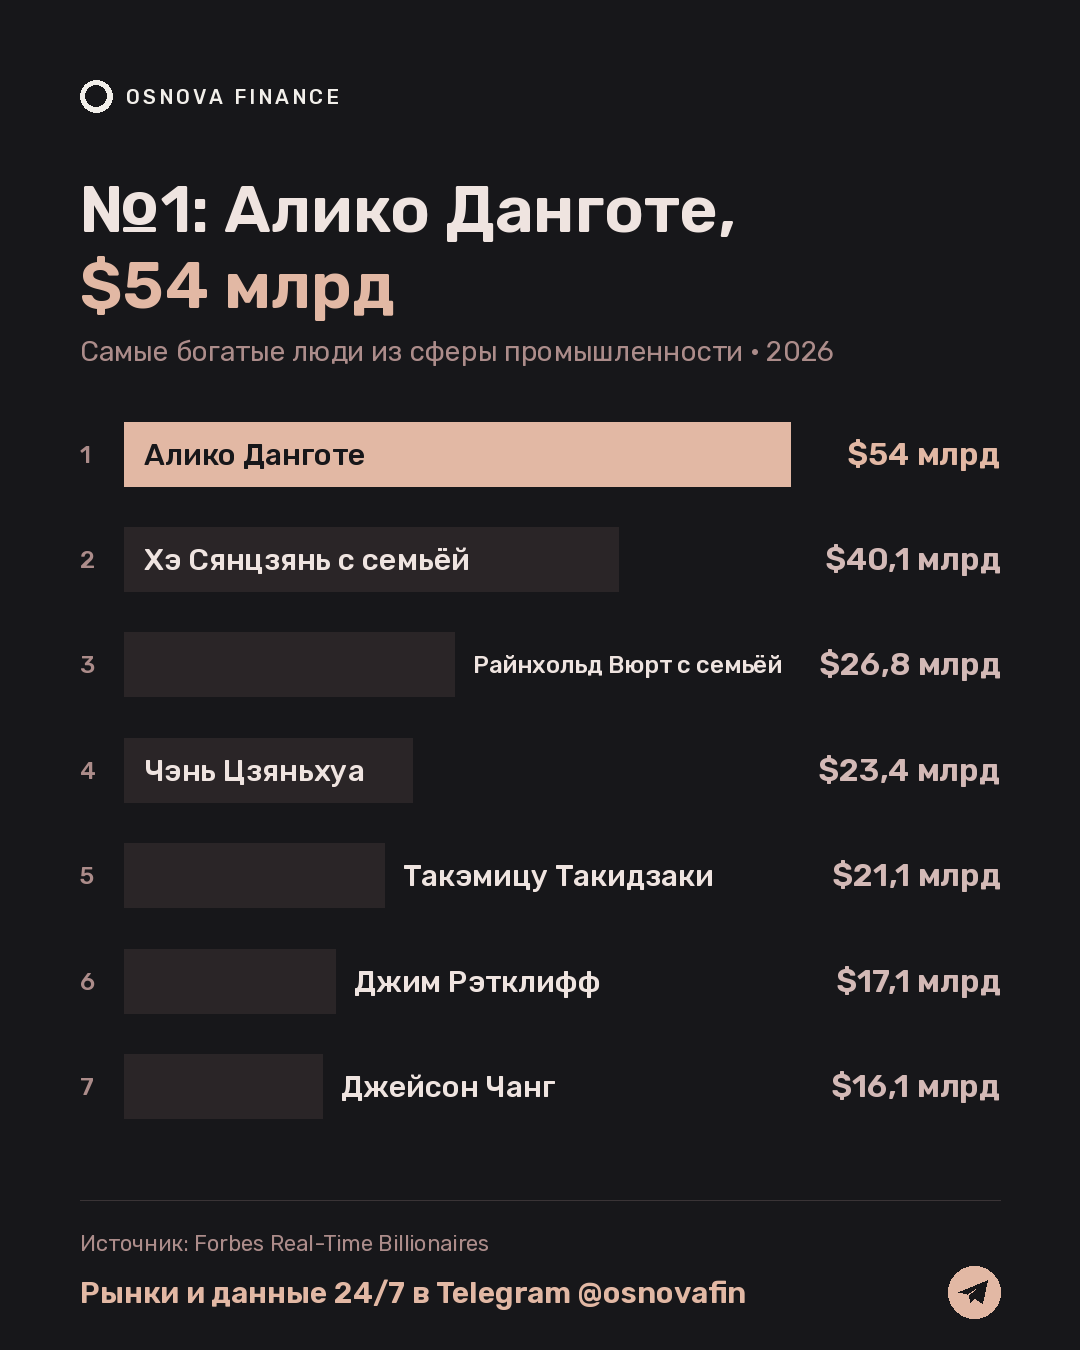 OSNOVA FINANCE
№1: Алико Данготе,
$54 млрд
Самые богатые люди из сферы промышленности • 2026
1 Алико Данготе $54 млрд
2 Хэ Сянцзянь с семьёй $40,1 млрд
3 Райнхольд Вюрт с семьёй $26,8 млрд
4 Чэнь Цзяньхуа $23,4 млрд
5 Такэмицу Такидзаки $21,1 млрд
6 Джим Рэтклифф $17,1 млрд
7 Джейсон Чанг $16,1 млрд
Источник: Forbes Real-Time Billionaires
Рынки и данные 24/7 в Telegram @osnovafin